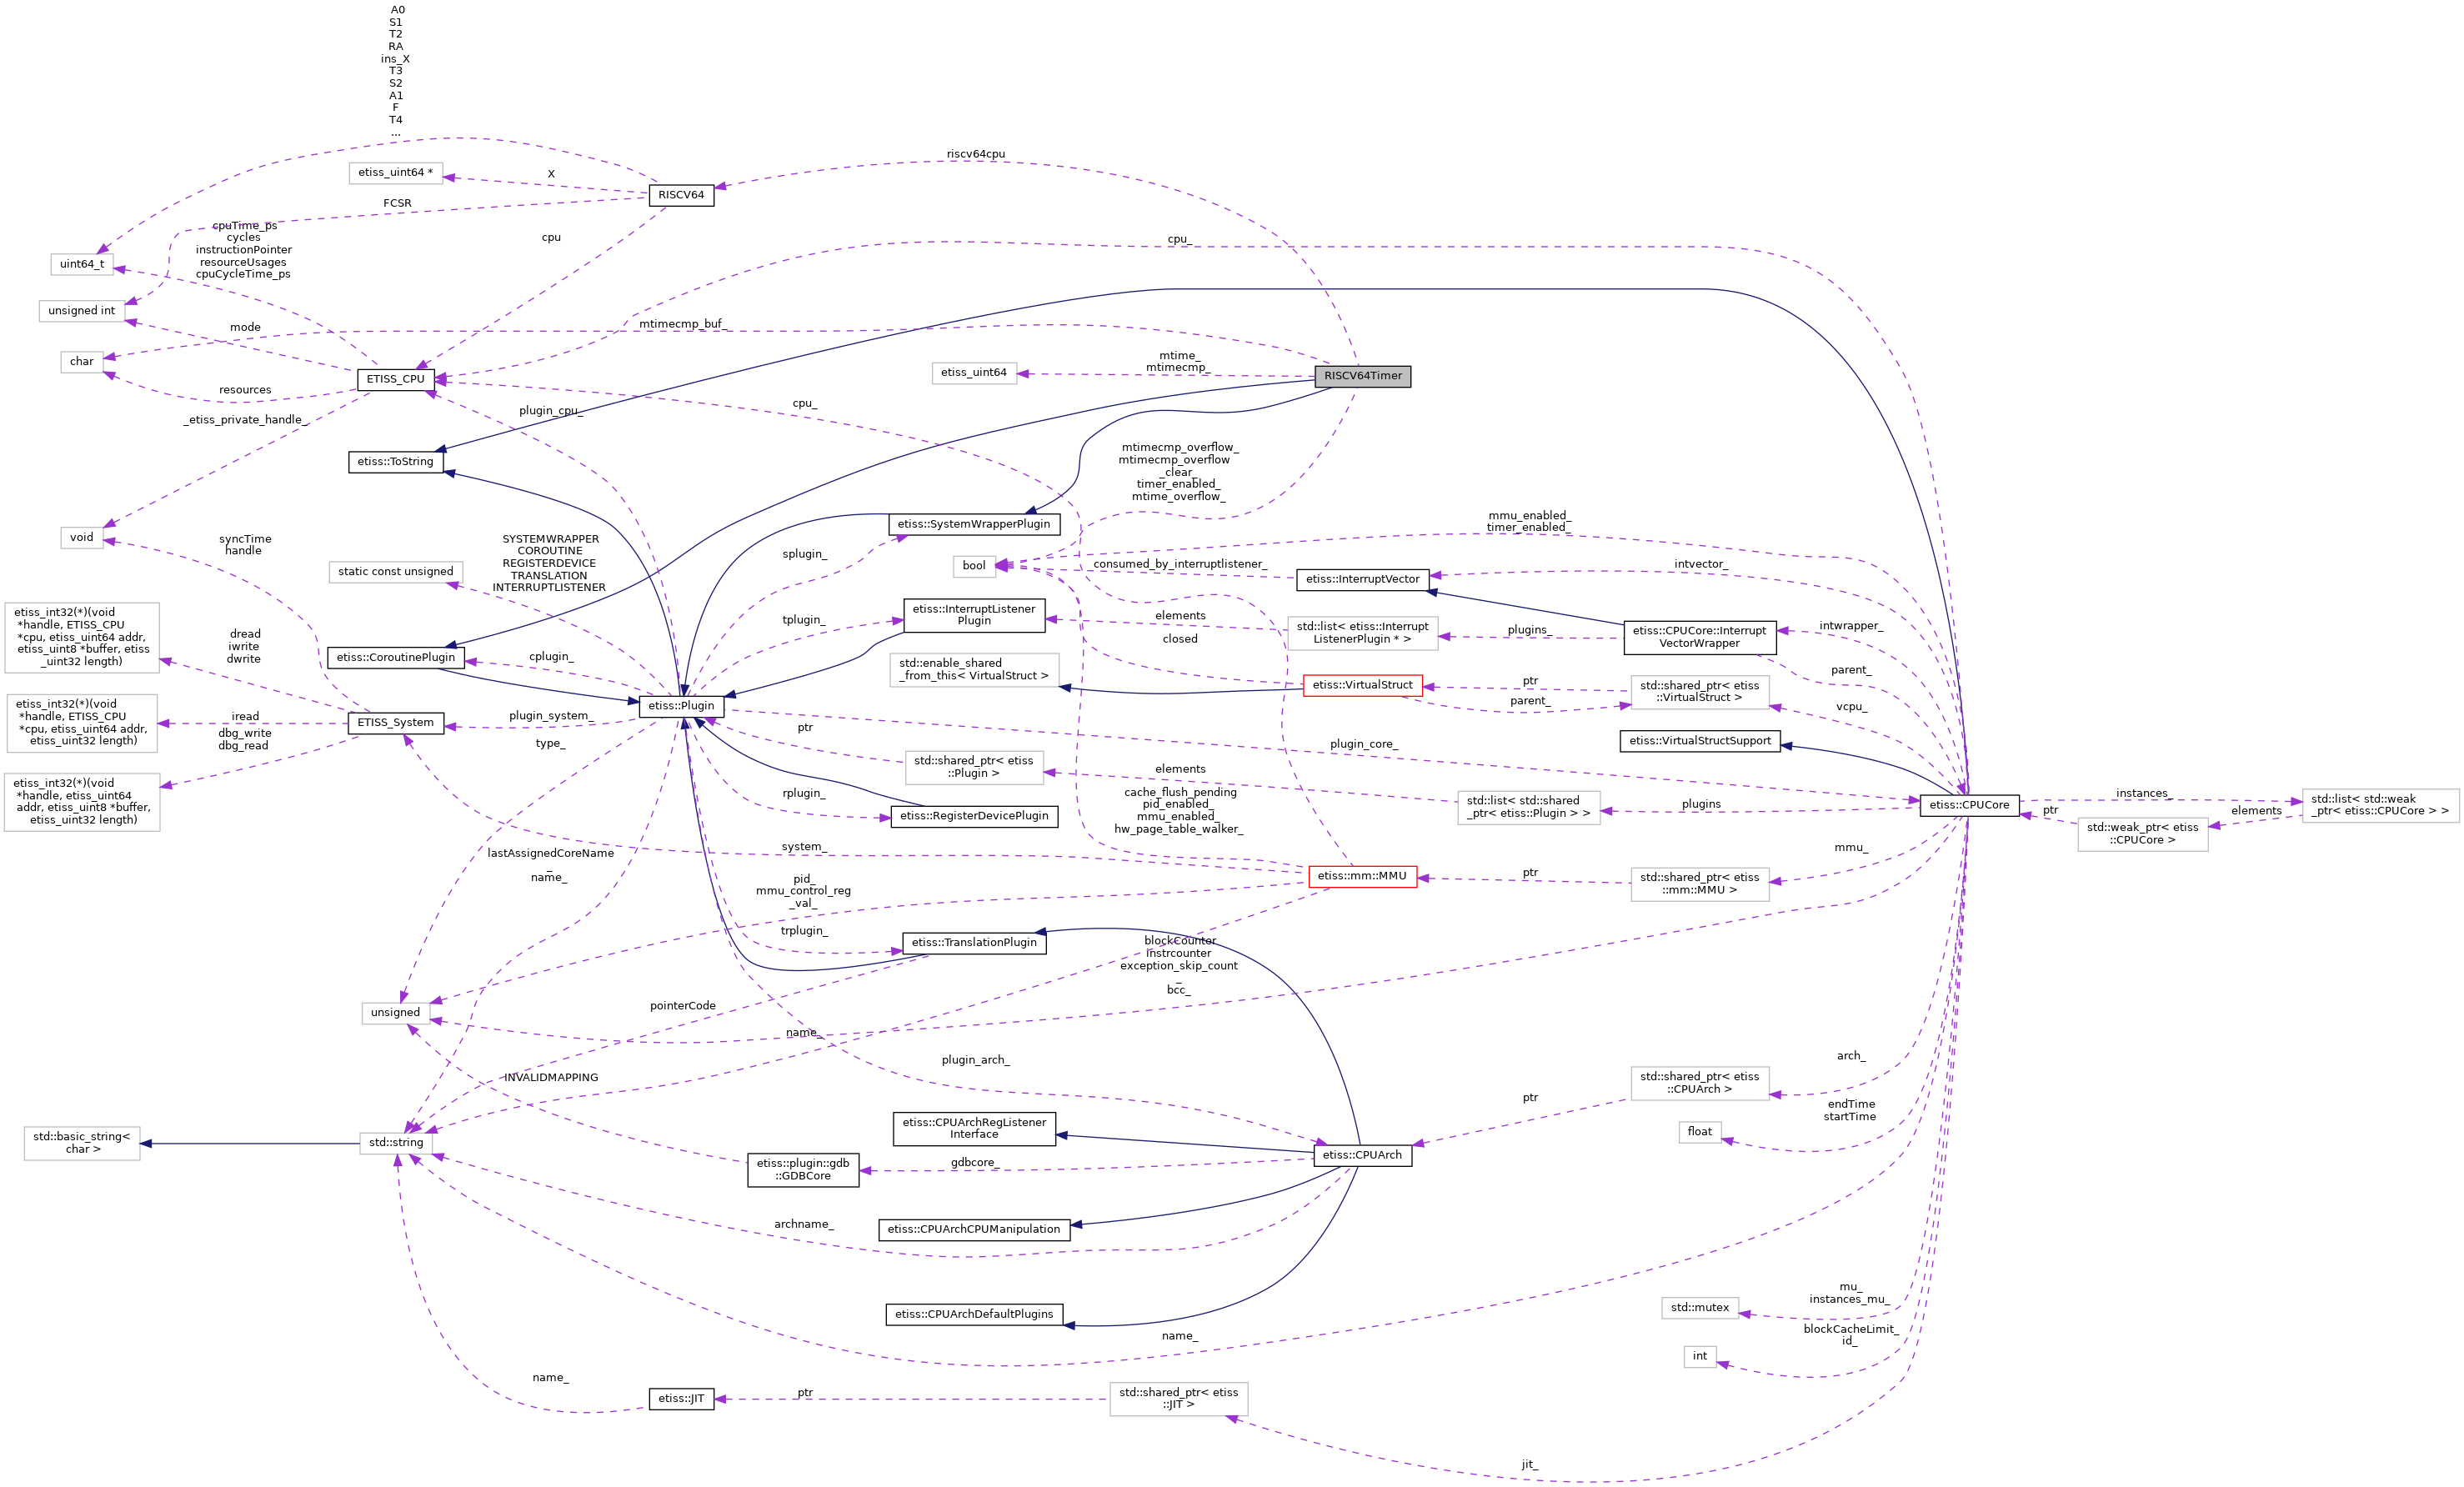 A0
S1
T2
RA
ins_X
T3
S2
A1
F
T4
...
riscv64cpu
etiss_uint64 *
X
RISCV64
FCSR
cpuTime_ps
cycles
instructionPointer
resourceUsages
cpuCycleTime_ps
cpu
cpu_
uint64_t
unsigned int
mode
mtimecmp_buf_
char
resources
ETISS_CPU
etiss_uint64
mtime_
mtimecmp_
RISCV64Timer
_etiss_private_handle_
plugin_cpu_
cpu_
etiss::ToString
mtimecmp_overflow_
mtimecmp_overflow
_clear_
timer_enabled_
mtime_overflow_
void
syncTime
handle
etiss::SystemWrapperPlugin
mmu_enabled_
timer_enabled_
SYSTEMWRAPPER
COROUTINE
REGISTERDEVICE
TRANSLATION
INTERRUPTLISTENER
splugin_
static const unsigned
bool
consumed_by_interruptlistener_
etiss::InterruptVector
intvector_
etiss_int32(*)(void
*handle, ETISS_CPU
*cpu, etiss_uint64 addr,
etiss_uint8 *buffer, etiss
_uint32 length)
dread
iwrite
dwrite
tplugin_
etiss::InterruptListener
Plugin
elements
std::list< etiss::Interrupt
ListenerPlugin * >
plugins_
etiss::CPUCore::Interrupt
VectorWrapper
intwrapper_
closed
etiss::CoroutinePlugin
cplugin_
std::enable_shared
_from_this< VirtualStruct >
parent_
etiss::VirtualStruct
ptr
parent_
std::shared_ptr< etiss
::VirtualStruct >
vcpu_
etiss::Plugin
etiss_int32(*)(void
*handle, ETISS_CPU
*cpu, etiss_uint64 addr,
etiss_uint32 length)
iread
dbg_write
dbg_read
ETISS_System
plugin_system_
type_
ptr
plugin_core_
etiss::VirtualStructSupport
std::shared_ptr< etiss
::Plugin >
elements
etiss_int32(*)(void
*handle, etiss_uint64
addr, etiss_uint8 *buffer,
etiss_uint32 length)
rplugin_
etiss::RegisterDevicePlugin
cache_flush_pending
pid_enabled_
mmu_enabled_
hw_page_table_walker_
std::list< std::shared
_ptr< etiss::Plugin > >
plugins
etiss::CPUCore
instances_
std::list< std::weak
_ptr< etiss::CPUCore > >
ptr
elements
std::weak_ptr< etiss
::CPUCore >
lastAssignedCoreName
_
name_
system_
mmu_
pid_
mmu_control_reg
_val_
etiss::mm::MMU
ptr
std::shared_ptr< etiss
::mm::MMU >
trplugin_
etiss::TranslationPlugin
blockCounter
instrcounter
exception_skip_count
_
bcc_
unsigned
pointerCode
name_
INVALIDMAPPING
plugin_arch_
arch_
std::shared_ptr< etiss
::CPUArch >
ptr
endTime
startTime
float
std::basic_string<
char >
std::string
etiss::CPUArchRegListener
Interface
etiss::CPUArch
etiss::plugin::gdb
::GDBCore
gdbcore_
archname_
etiss::CPUArchCPUManipulation
etiss::CPUArchDefaultPlugins
mu_
instances_mu_
std::mutex
name_
blockCacheLimit_
id_
int
name_
etiss::JIT
ptr
std::shared_ptr< etiss
::JIT >
jit_